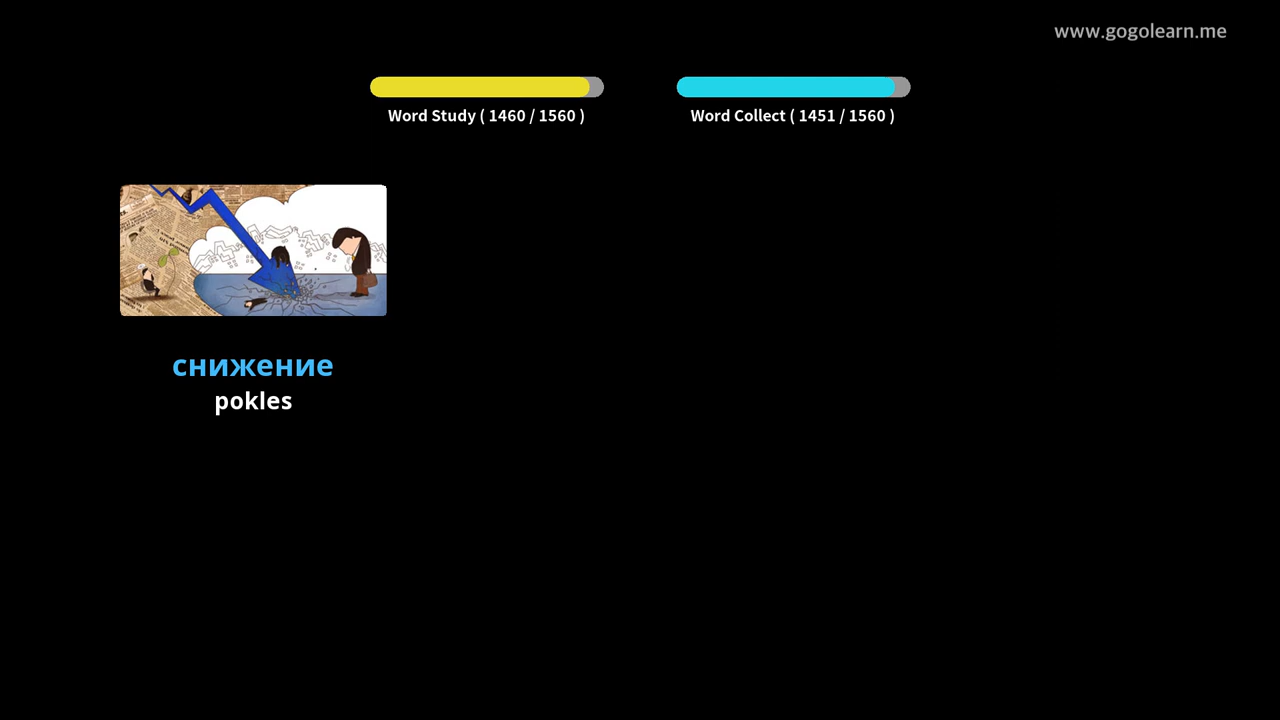 www.gogolearn.me
Word Study ( 1460 / 1560 )
Word Collect ( 1451 / 1560 )
снижение
pokles